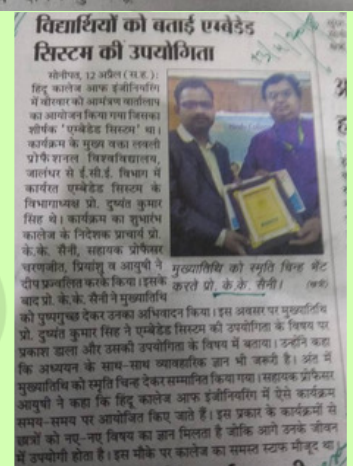 विद्यार्थियों को बताई एम्बेडेड
सिस्टम की उपयोगिता
सोनीपत, 12 अप्रैल (स.ह.):
हिंदू कालेज आफ इंजीनियरिंग
में वीरवार को आमंत्रण वार्तालाप
का आयोजन किया गया जिसका
शीर्षक 'एम्बेडेड सिस्टम' था।
कार्यक्रम के मुख्य वक्ता लवली
प्रोफैशनल विश्वविद्यालय,
जालंधर से ई.सी.ई. विभाग में
कार्यरत एम्बेडेड सिस्टम के
विभागाध्यक्ष प्रो. दुष्यंत कुमार
सिंह थे। कार्यक्रम का शुभारंभ
कालेज के निदेशक प्राचार्य प्रो.
के.के. सैनी, सहायक प्रोफैसर
चरणजीत, प्रियांशु व आयुषी ने
दीप प्रज्वलित करके किया। इसके
बाद प्रो. के.के. सैनी ने मुख्यातिथि
मुख्यातिथि को स्मृति चिन्ह भेंट
करते प्रो. के.के. सैनी।
को पुष्पगुच्छ देकर उनका अभिवादन किया। इस अवसर पर मुख्यातिथि
प्रो. दुष्यंत कुमार सिंह ने एम्बेडेड सिस्टम की उपयोगिता के विषय पर
प्रकाश डाला और उसकी उपयोगिता के विषय में बताया। उन्होंने कहा
कि अध्ययन के साथ-साथ व्यावहारिक ज्ञान भी जरूरी है। अंत में
मुख्यातिथि को स्मृति चिन्ह देकर सम्मानित किया गया। सहायक प्रोफैसर
आयुषी ने कहा कि हिंदू कालेज आफ इंजीनियरिंग में ऐसे कार्यक्रम
समय-समय पर आयोजित किए जाते हैं। इस प्रकार के कार्यक्रमों से
छात्रों को नए-नए विषय का ज्ञान मिलता है जोकि आगे उनके जीवन
में उपयोगी होता है। इस मौके पर कालेज का समस्त स्टाफ मौजूद था।